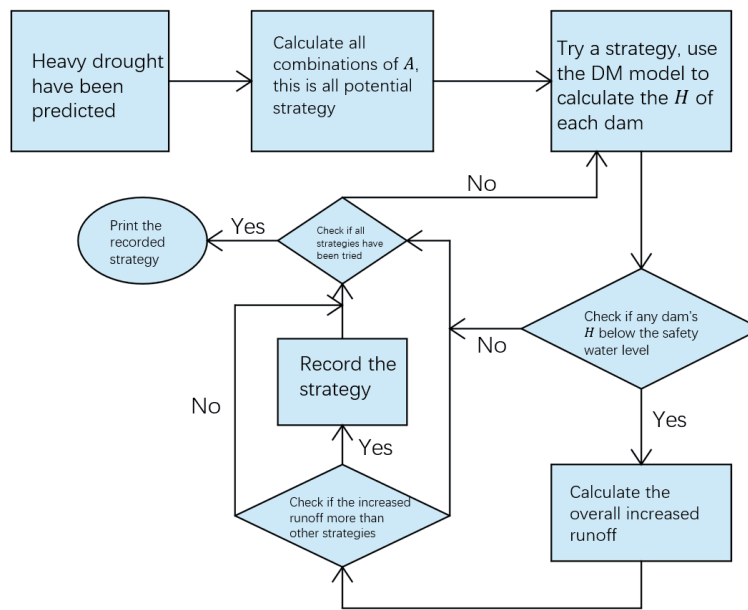 Heavy drought
have been
predicted
Calculate all
combinations of A,
this is all potential
strategy
Try a strategy, use
the DM model to
calculate the H of
each dam
No
Yes
Print the
recorded
strategy
Check if all
strategies have
been tried
Check if any dam's
H below the safety
water level
No
Yes
Record the
strategy
No
Yes
Check if the increased
runoff more than
other strategies
Calculate the
overall increased
runoff